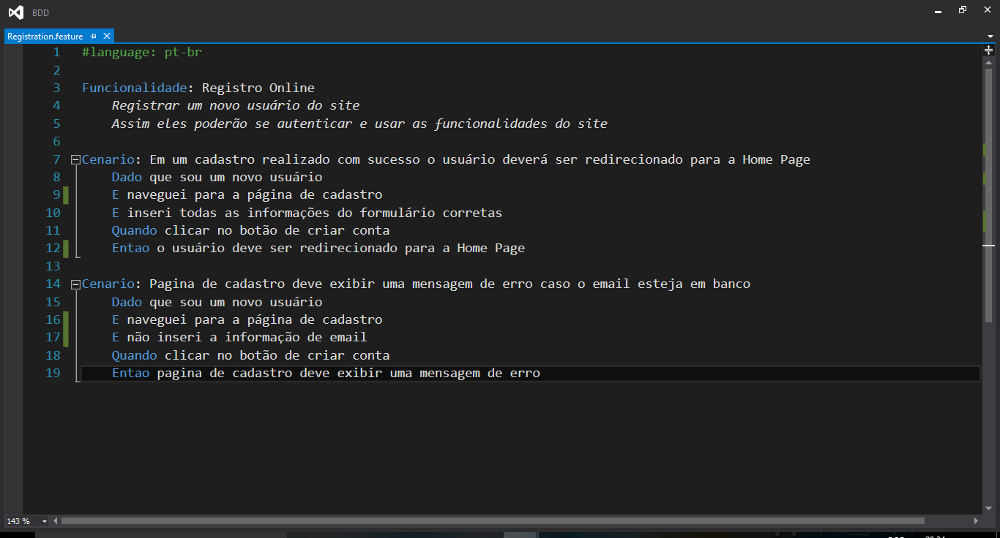 BDD
Registration.feature
1 #language: pt-br
2
3 Funcionalidade: Registro Online
4 Registrar um novo usuário do site
5 Assim eles poderão se autenticar e usar as funcionalidades do site
6
7 Cenario: Em um cadastro realizado com sucesso o usuário deverá ser redirecionado para a Home Page
8 Dado que sou um novo usuário
9 E naveguei para a página de cadastro
10 E inseri todas as informações do formulário corretas
11 Quando clicar no botão de criar conta
12 Entao o usuário deve ser redirecionado para a Home Page
13
14 Cenario: Pagina de cadastro deve exibir uma mensagem de erro caso o email esteja em banco
15 Dado que sou um novo usuário
16 E naveguei para a página de cadastro
17 E não inseri a informação de email
18 Quando clicar no botão de criar conta
19 Entao pagina de cadastro deve exibir uma mensagem de erro
143 %